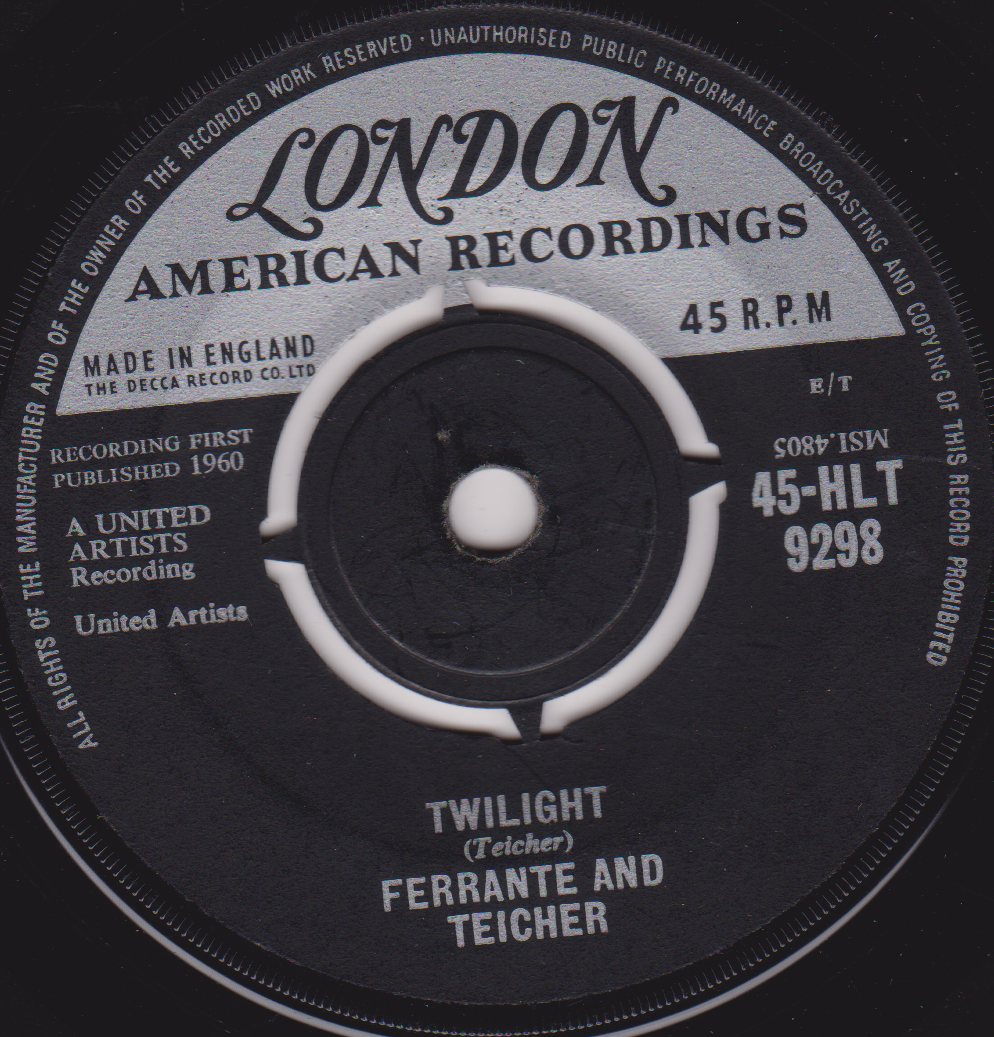 ALL RIGHTS OF THE MANUFACTURER AND OF THE OWNER OF THE RECORDED WORK RESERVED · UNAUTHORISED PUBLIC PERFORMANCE BROADCASTING AND COPYING OF THIS RECORD PROHIBITED
LONDON
AMERICAN RECORDINGS
45 R.P.M
MADE IN ENGLAND
THE DECCA RECORD CO. LTD
E/T
RECORDING FIRST
PUBLISHED 1960
MSI.4805
45-HLT
9298
A UNITED
ARTISTS
Recording
United Artists
TWILIGHT
(Teicher)
FERRANTE AND
TEICHER